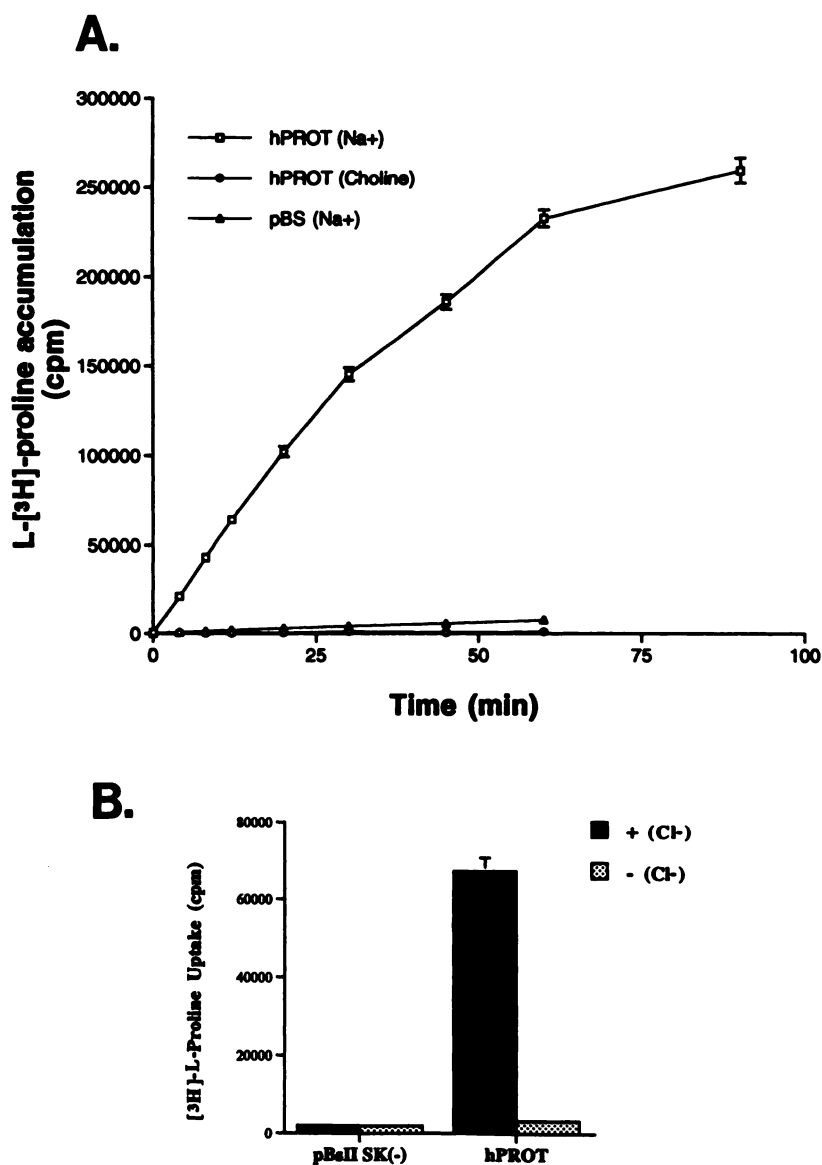 A.
300000
250000
200000
150000
100000
50000
0
hPROT (Na+)
hPROT (Choline)
pBS (Na+)
L-[³H]-proline accumulation
(cpm)
0 25 50 75 100
Time (min)
B.
80000
60000
40000
20000
0
[3H]-L-Proline Uptake (cpm)
+ (Cl-)
- (Cl-)
pBsII SK(-) hPROT